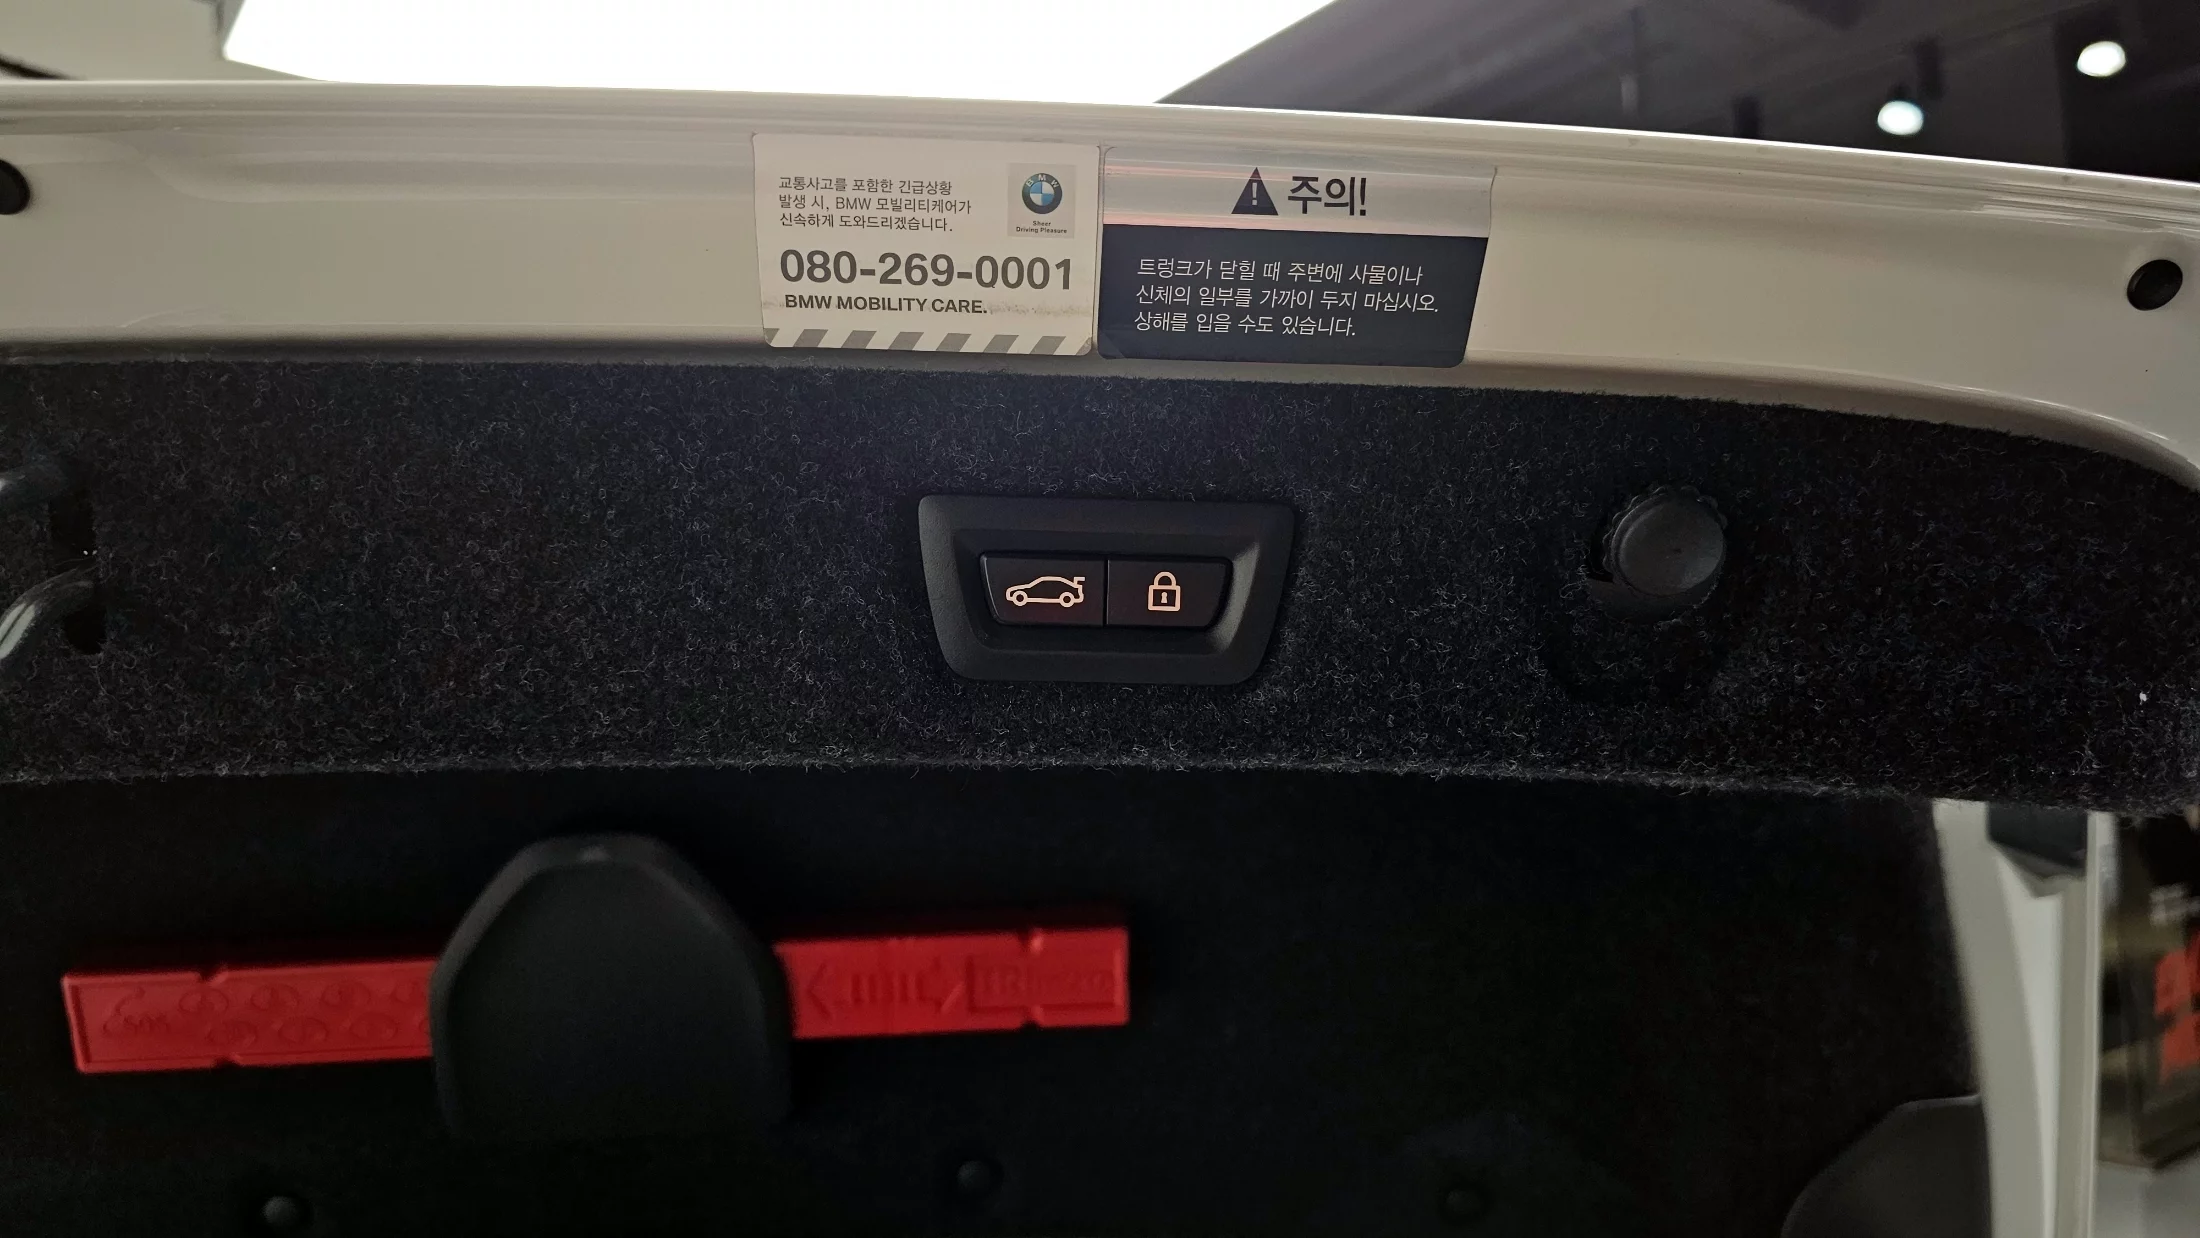 교통사고를 포함한 긴급상황
발생 시, BMW 모빌리티케어가
신속하게 도와드리겠습니다.
BMW
Sheer
Driving Pleasure
080-269-0001
BMW MOBILITY CARE.
주의!
트렁크가 닫힐 때 주변에 사물이나
신체의 일부를 가까이 두지 마십시오.
상해를 입을 수도 있습니다.
SOS